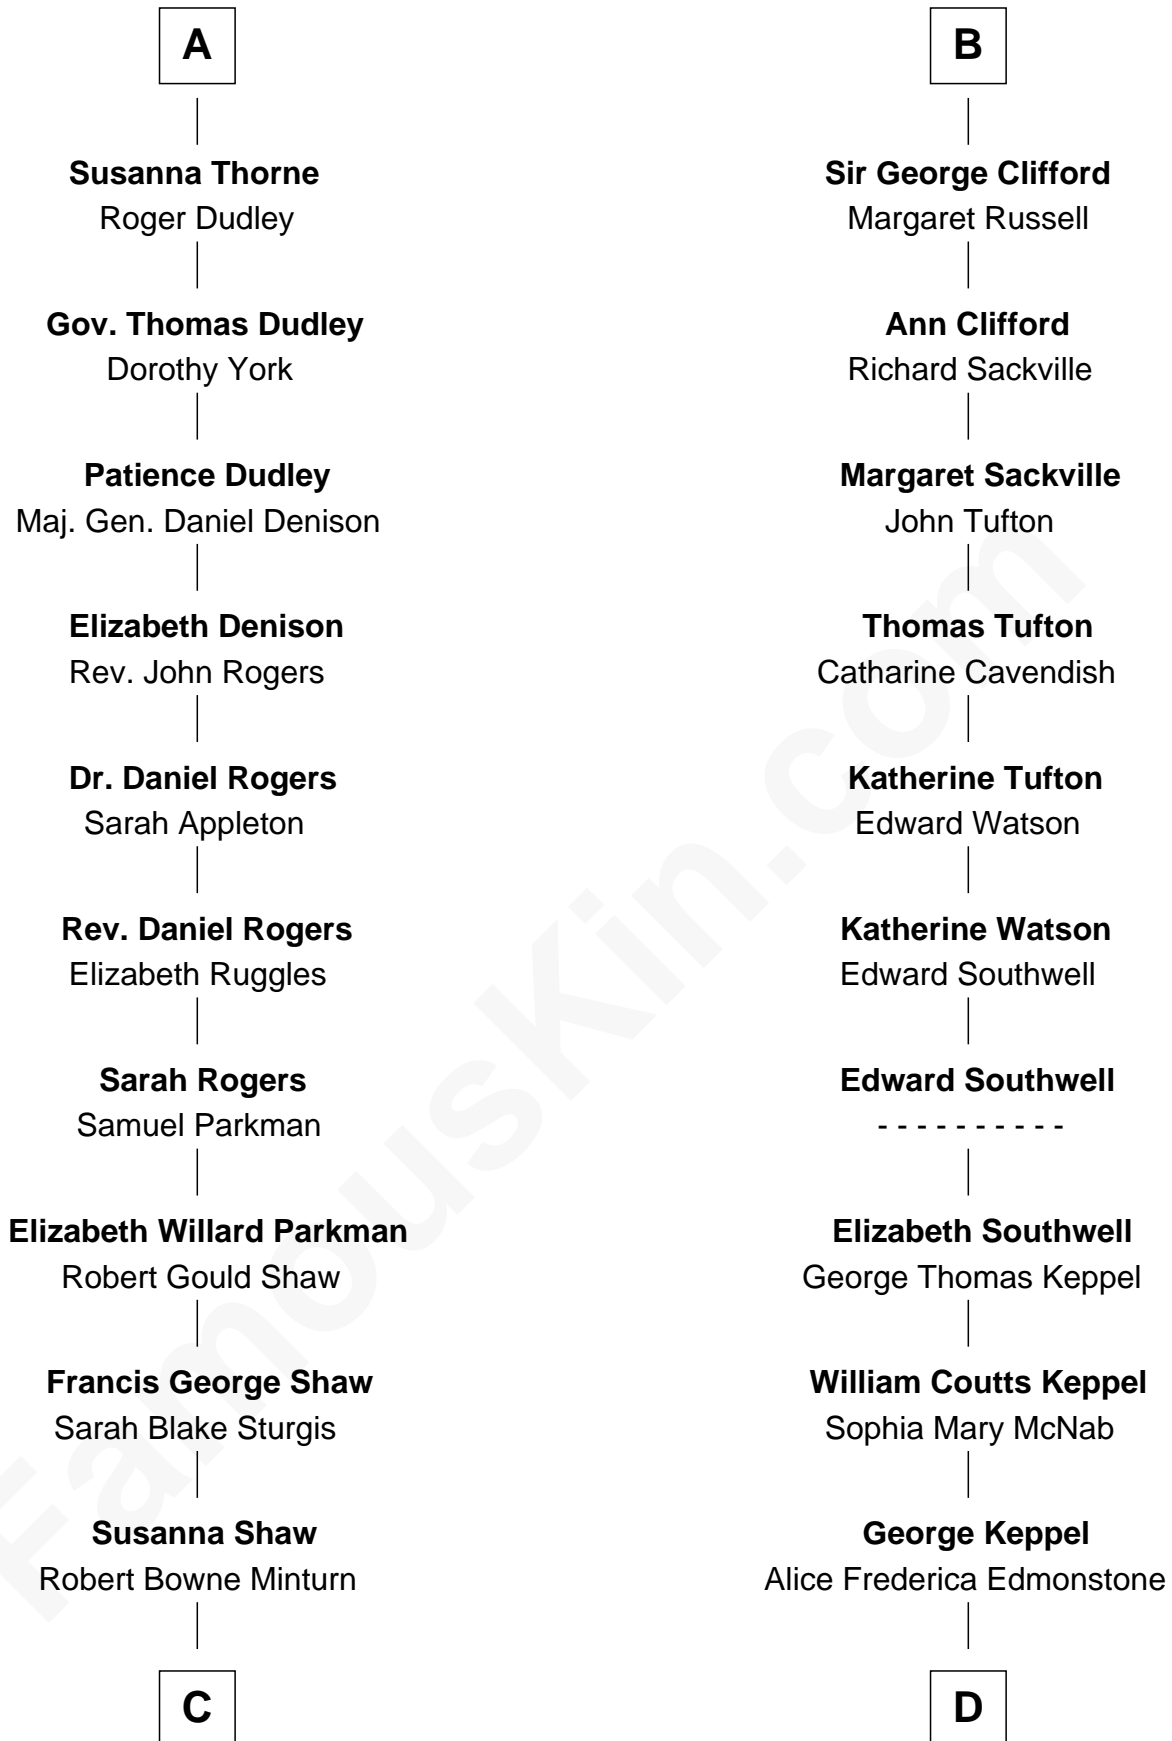 A
Susanna Thorne
Roger Dudley
Gov. Thomas Dudley
Dorothy York
Patience Dudley
Maj. Gen. Daniel Denison
Elizabeth Denison
Rev. John Rogers
Dr. Daniel Rogers
Sarah Appleton
Rev. Daniel Rogers
Elizabeth Ruggles
Sarah Rogers
Samuel Parkman
Elizabeth Willard Parkman
Robert Gould Shaw
Francis George Shaw
Sarah Blake Sturgis
Susanna Shaw
Robert Bowne Minturn
C
B
Sir George Clifford
Margaret Russell
Ann Clifford
Richard Sackville
Margaret Sackville
John Tufton
Thomas Tufton
Catharine Cavendish
Katherine Tufton
Edward Watson
Katherine Watson
Edward Southwell
Edward Southwell
- - - - - - - - - -
Elizabeth Southwell
George Thomas Keppel
William Coutts Keppel
Sophia Mary McNab
George Keppel
Alice Frederica Edmonstone
D
FamousKin.com